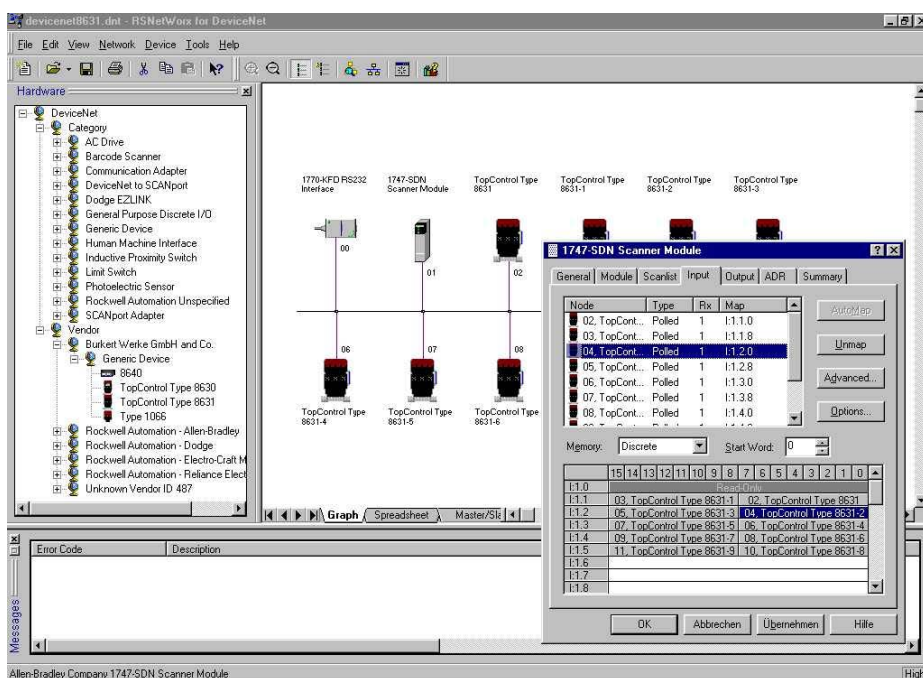 devicenet8631.dnt - RSNetWorx for DeviceNet
File Edit View Network Device Tools Help
Hardware
DeviceNet
Category
AC Drive
Barcode Scanner
Communication Adapter
DeviceNet to SCANport
Dodge EZLINK
General Purpose Discrete I/O
Generic Device
Human Machine Interface
Inductive Proximity Switch
Limit Switch
Photoelectric Sensor
Rockwell Automation Unspecified
SCANport Adapter
Vendor
Burkert Werke GmbH and Co.
Generic Device
8640
TopControl Type 8630
TopControl Type 8631
Type 1066
Rockwell Automation - Allen-Bradley
Rockwell Automation - Dodge
Rockwell Automation - Electro-Craft M
Rockwell Automation - Reliance Elect
Unknown Vendor ID 487
1770-KFD RS232 Interface
1747-SDN Scanner Module
TopControl Type 8631
TopControl Type 8631-1
TopControl Type 8631-2
TopControl Type 8631-3
00
01
02
06
07
08
TopControl Type 8631-4
TopControl Type 8631-5
TopControl Type 8631-6
Graph Spreadsheet Master/Sla
1747-SDN Scanner Module
General Module Scanlist Input Output ADR Summary
Node Type Rx Map
02, TopCont... Polled 1 I:1.1.0
03, TopCont... Polled 1 I:1.1.8
04, TopCont... Polled 1 I:1.2.0
05, TopCont... Polled 1 I:1.2.8
06, TopCont... Polled 1 I:1.3.0
07, TopCont... Polled 1 I:1.3.8
08, TopCont... Polled 1 I:1.4.0
AutoMap
Unmap
Advanced...
Options...
Memory: Discrete Start Word: 0
15 14 13 12 11 10 9 8 7 6 5 4 3 2 1 0
I:1.0 Read-Only
I:1.1 03, TopControl Type 8631-1 02, TopControl Type 8631
I:1.2 05, TopControl Type 8631-3 04, TopControl Type 8631-2
I:1.3 07, TopControl Type 8631-5 06, TopControl Type 8631-4
I:1.4 09, TopControl Type 8631-7 08, TopControl Type 8631-6
I:1.5 11, TopControl Type 8631-9 10, TopControl Type 8631-8
I:1.6
I:1.7
I:1.8
OK Abbrechen Übernehmen Hilfe
Messages
Error Code Description
Allen-Bradley Company 1747-SDN Scanner Module
High